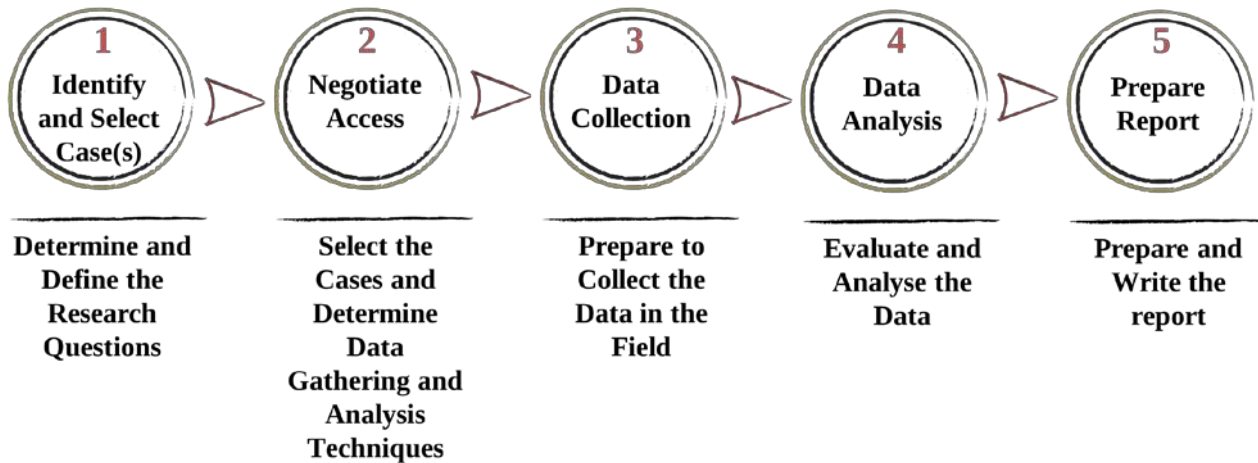 1
Identify
and Select
Case(s)
2
Negotiate
Access
3
Data
Collection
4
Data
Analysis
5
Prepare
Report
Determine and
Define the
Research
Questions
Select the
Cases and
Determine
Data
Gathering and
Analysis
Techniques
Prepare to
Collect the
Data in the
Field
Evaluate and
Analyse the
Data
Prepare and
Write the
report